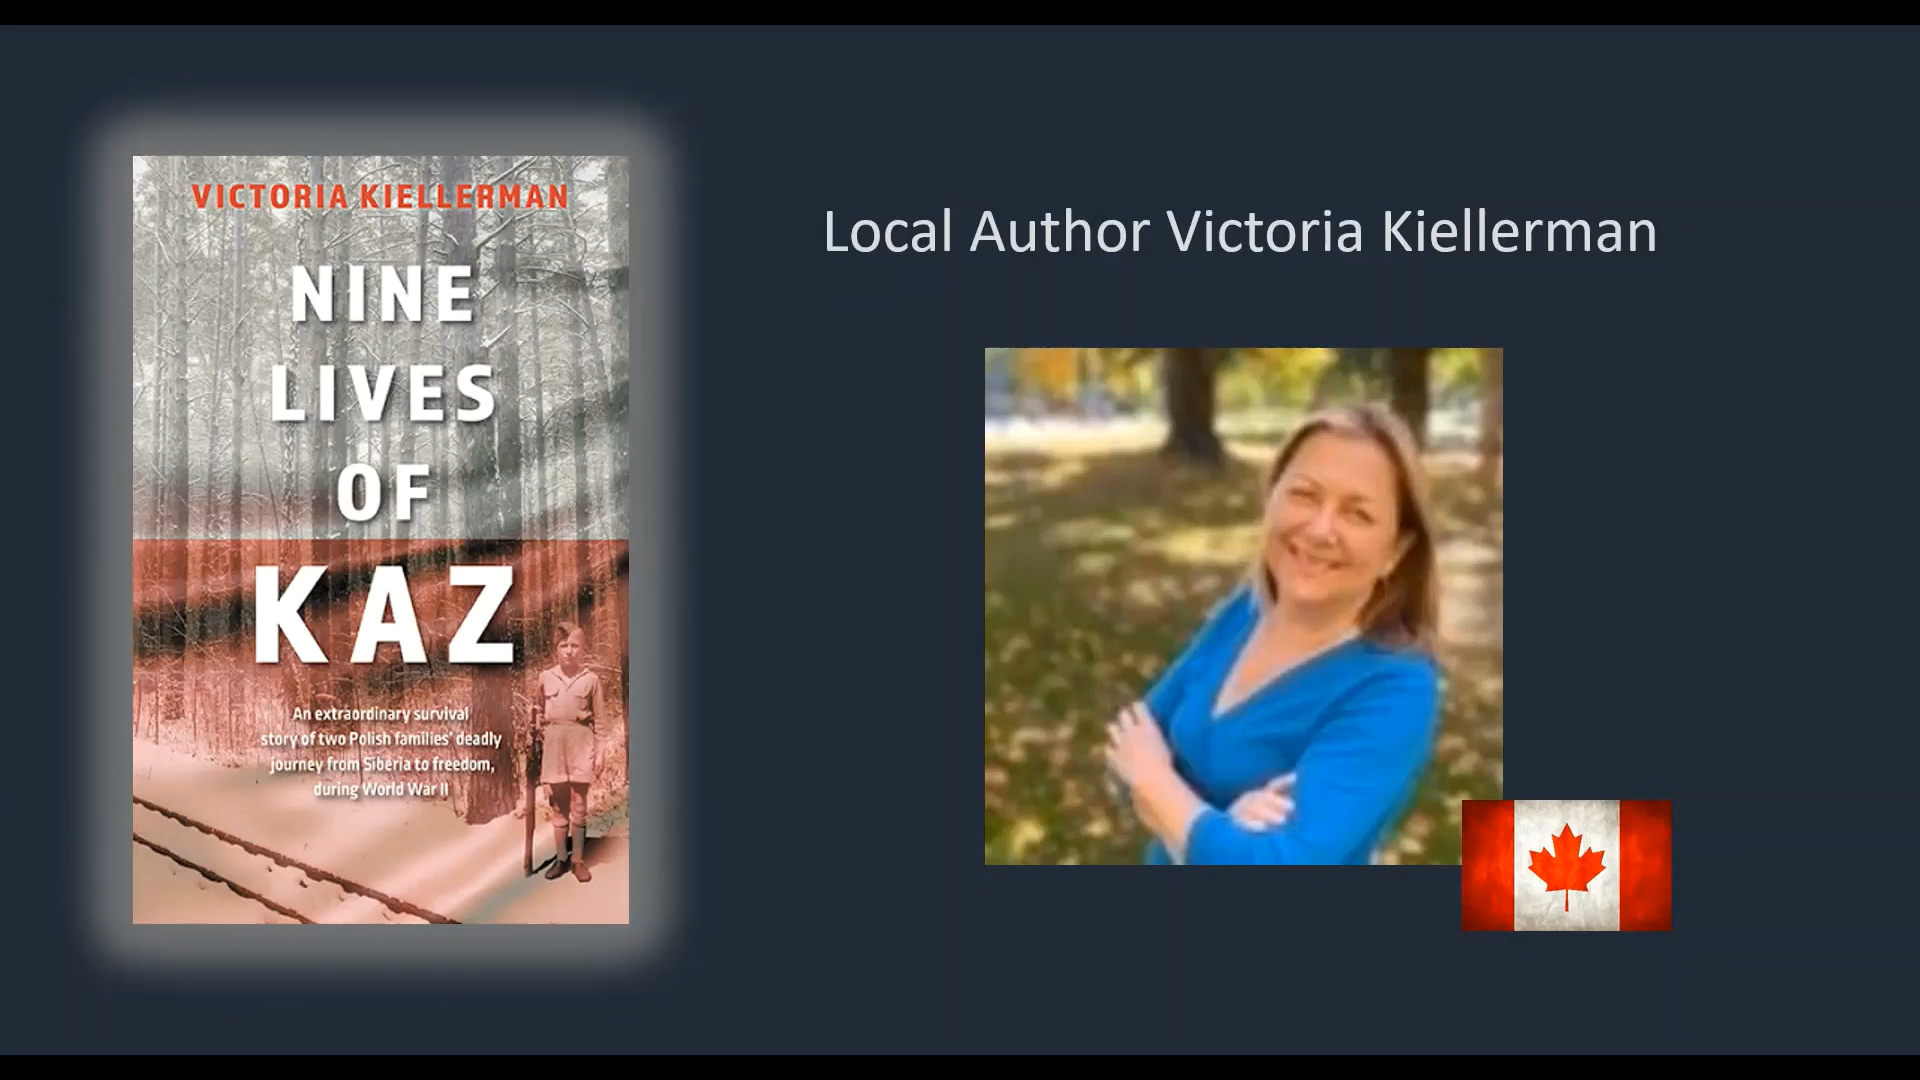 VICTORIA KIELLERMAN
NINE
LIVES
OF
KAZ
An extraordinary survival
story of two Polish families' deadly
journey from Siberia to freedom,
during World War II
Local Author Victoria Kiellerman